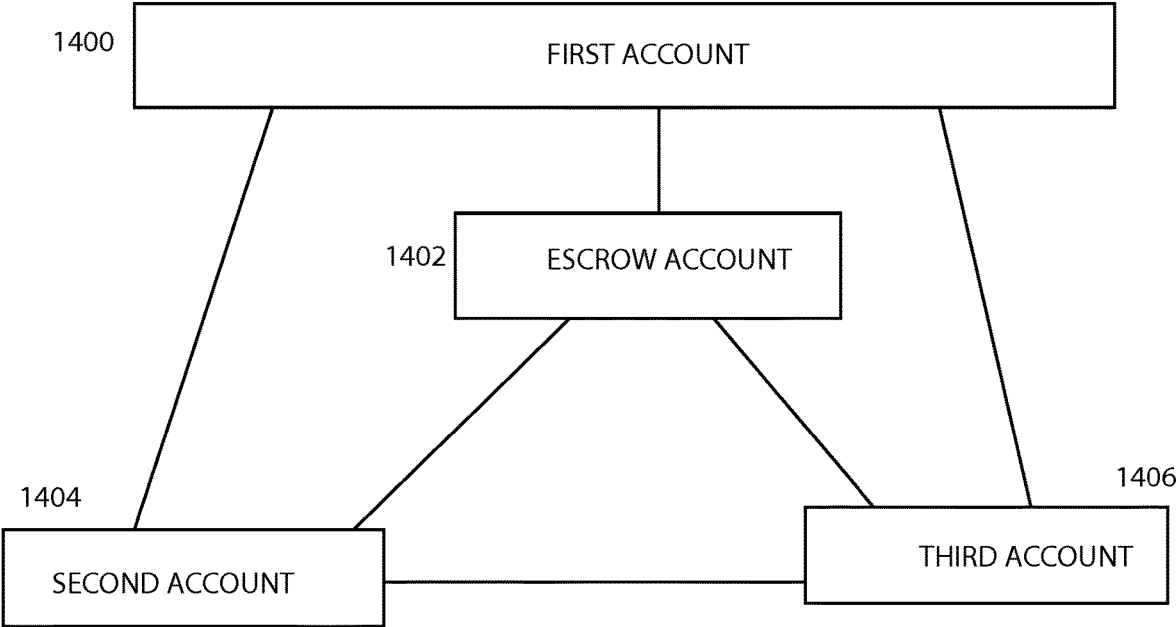 1400
FIRST ACCOUNT
1402
ESCROW ACCOUNT
1404
SECOND ACCOUNT
1406
THIRD ACCOUNT